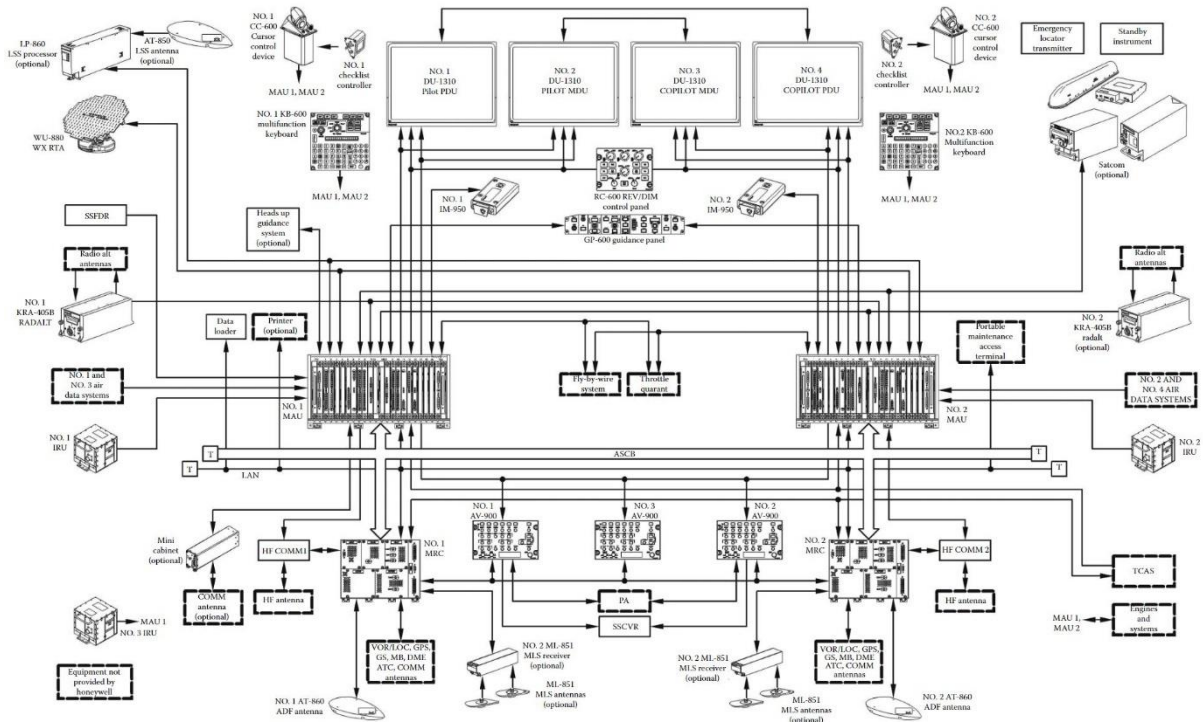 LP-860
LSS processor
(optional)
AT-850
LSS antenna
(optional)
NO. 1
CC-600
Cursor
control
device
NO. 1
checklist
controller
MAU 1, MAU 2
NO. 1
DU-1310
Pilot PDU
NO. 2
DU-1310
PILOT MDU
NO. 3
DU-1310
COPILOT MDU
NO. 4
DU-1310
COPILOT PDU
NO. 2
CC-600
cursor
control
device
NO. 2
checklist
controller
MAU 1, MAU 2
Emergency
locator
transmitter
Standby
instrument
WU-880
WX RTA
NO. 1 KB-600
multifunction
keyboard
MAU 1, MAU 2
NO.2 KB-600
Multifunction
keyboard
MAU 1, MAU 2
Satcom
(optional)
RC-600 REV/DIM
control panel
NO. 1
IM-950
NO. 2
IM-950
GP-600 guidance panel
SSFDR
Heads up
guidance
system
(optional)
Radio alt
antennas
NO. 1
KRA-405B
RADALT
Radio alt
antennas
NO. 2
KRA-405B
radalt
(optional)
Data
loader
Printer
(optional)
Portable
maintenance
access
terminal
NO. 1 and
NO. 3 air
data systems
NO. 1
MAU
Fly-by-wire
system
Throttle
quarant
NO. 2
MAU
NO. 2 AND
NO. 4 AIR
DATA SYSTEMS
NO. 1
IRU
NO. 2
IRU
T
ASCB
T
T
LAN
T
NO. 1
AV-900
NO. 3
AV-900
NO. 2
AV-900
Mini
cabinet
(optional)
HF COMM1
NO. 1
MRC
NO. 2
MRC
HF COMM 2
TCAS
COMM
antenna
(optional)
HF antenna
PA
SSCVR
HF antenna
MAU 1,
MAU 2
Engines
and
systems
MAU 1
NO. 3 IRU
VOR/LOC, GPS,
GS, MB, DME
ATC, COMM
antennas
NO. 2 ML-851
MLS receiver
(optional)
ML-851
MLS antennas
(optional)
NO. 2 ML-851
MLS receiver
(optional)
ML-851
MLS antennas
(optional)
VOR/LOC, GPS,
GS, MB, DME
ATC, COMM
antennas
Equipment not
provided by
honeywell
NO. 1 AT-860
ADF antenna
NO. 2 AT-860
ADF antenna